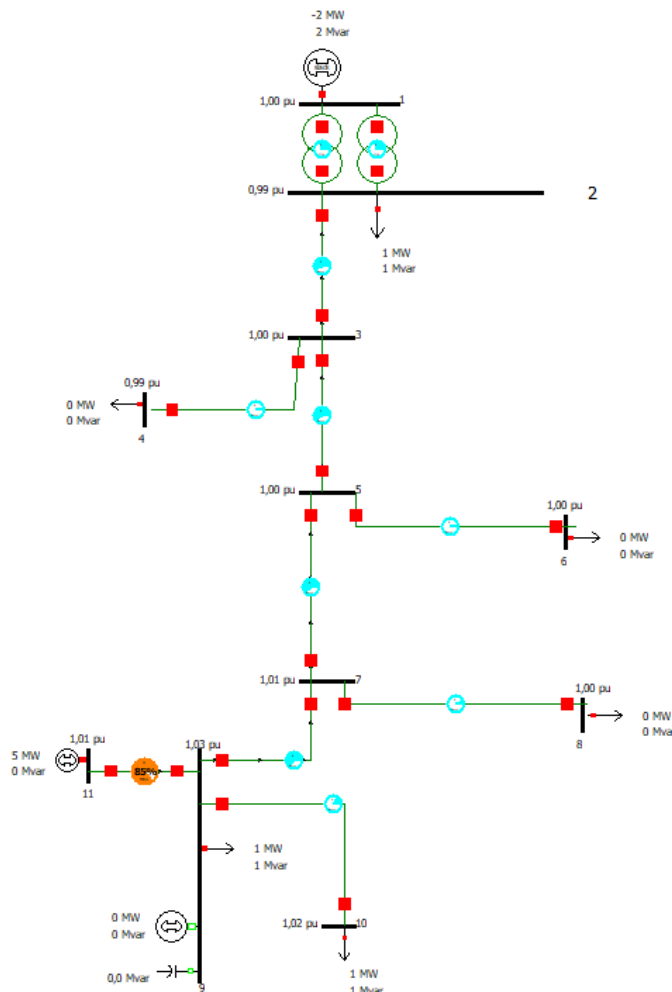 -2 MW
2 Mvar
1,00 pu
1
0,99 pu
2
1 MW
1 Mvar
1,00 pu
3
0,99 pu
0 MW
0 Mvar
4
1,00 pu
5
1,00 pu
0 MW
0 Mvar
6
1,01 pu
7
1,00 pu
0 MW
0 Mva
8
1,01 pu
1,03 pu
5 MW
0 Mvar
85%
11
1 MW
1 Mvar
0 MW
0 Mvar
1,02 pu
10
0,0 Mvar
9
1 MW
1 Mvar